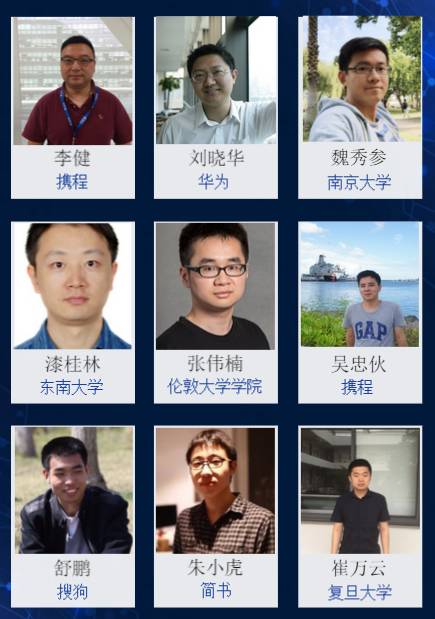 李健
携程
刘晓华
华为
魏秀参
南京大学
漆桂林
东南大学
张伟楠
伦敦大学学院
GAP
吴忠伙
携程
舒鹏
搜狗
朱小虎
简书
崔万云
复旦大学